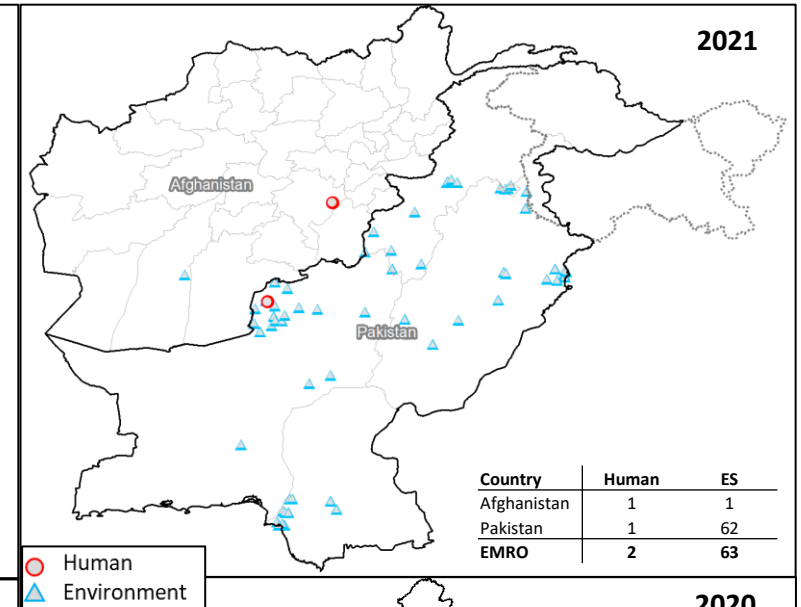 2021
Afghanistan
Pakistan
Country Human ES
Afghanistan 1 1
Pakistan 1 62
EMRO 2 63
Human
Environment
2020